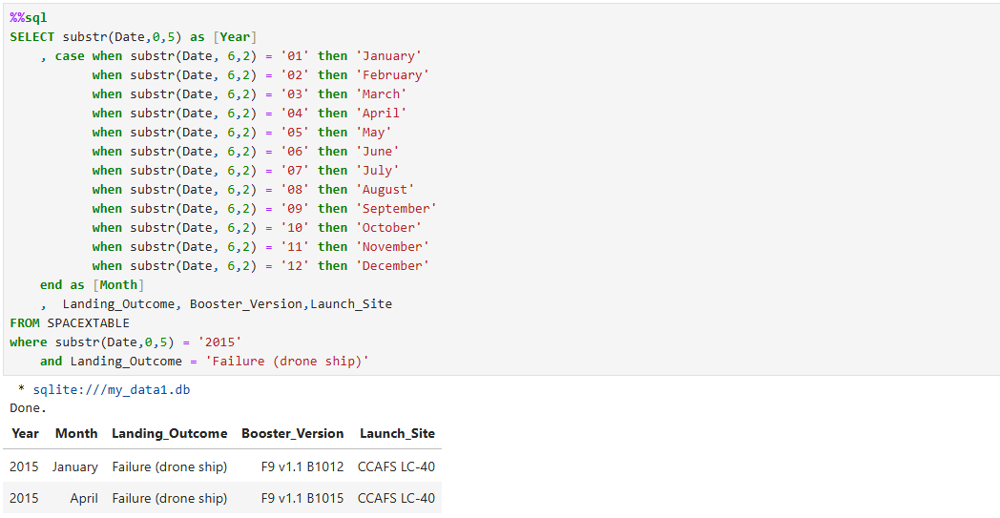 %%sql
SELECT substr(Date,0,5) as [Year]
    , case when substr(Date, 6,2) = '01' then 'January'
           when substr(Date, 6,2) = '02' then 'February'
           when substr(Date, 6,2) = '03' then 'March'
           when substr(Date, 6,2) = '04' then 'April'
           when substr(Date, 6,2) = '05' then 'May'
           when substr(Date, 6,2) = '06' then 'June'
           when substr(Date, 6,2) = '07' then 'July'
           when substr(Date, 6,2) = '08' then 'August'
           when substr(Date, 6,2) = '09' then 'September'
           when substr(Date, 6,2) = '10' then 'October'
           when substr(Date, 6,2) = '11' then 'November'
           when substr(Date, 6,2) = '12' then 'December'
    end as [Month]
    ,  Landing_Outcome, Booster_Version,Launch_Site
FROM SPACEXTABLE
where substr(Date,0,5) = '2015'
    and Landing_Outcome = 'Failure (drone ship)'
 * sqlite:///my_data1.db
Done.
Year Month Landing_Outcome Booster_Version Launch_Site
2015 January Failure (drone ship) F9 v1.1 B1012 CCAFS LC-40
2015 April Failure (drone ship) F9 v1.1 B1015 CCAFS LC-40